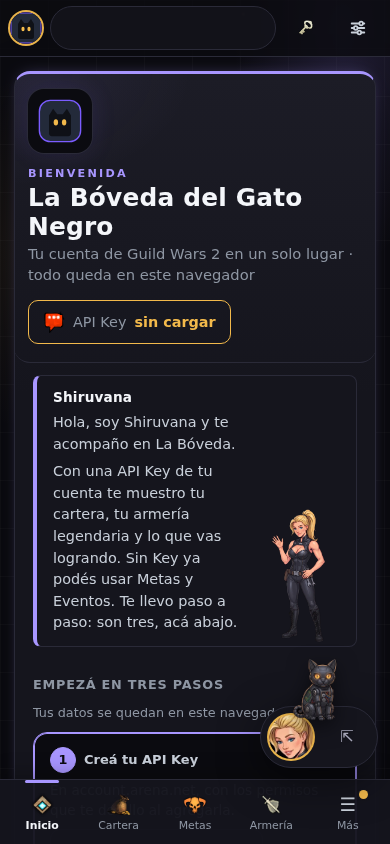 BIENVENIDA
La Bóveda del Gato
Negro
Tu cuenta de Guild Wars 2 en un solo lugar ·
todo queda en este navegador
API Key sin cargar
Shiruvana
Hola, soy Shiruvana y te
acompaño en La Bóveda.
Con una API Key de tu
cuenta te muestro tu
cartera, tu armería
legendaria y lo que vas
logrando. Sin Key ya
podés usar Metas y
Eventos. Te llevo paso a
paso: son tres, acá abajo.
EMPEZÁ EN TRES PASOS
Tus datos se quedan en este navegad
1 Creá tu API Key
Inicio
Cartera
Metas
Armería
Más